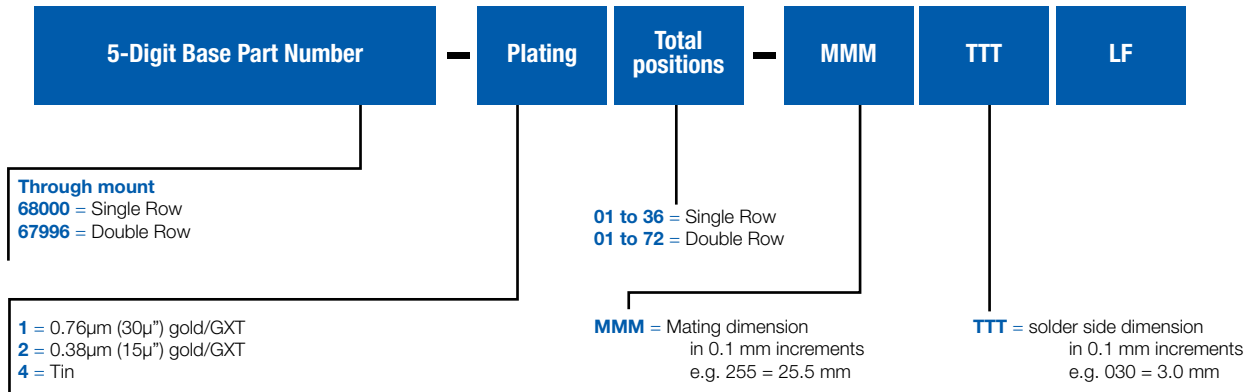 5-Digit Base Part Number - Plating Total positions - MMM TTT LF
Through mount
68000 = Single Row
67996 = Double Row
01 to 36 = Single Row
01 to 72 = Double Row
1 = 0.76µm (30µ”) gold/GXT
2 = 0.38µm (15µ”) gold/GXT
4 = Tin
MMM = Mating dimension
in 0.1 mm increments
e.g. 255 = 25.5 mm
TTT = solder side dimension
in 0.1 mm increments
e.g. 030 = 3.0 mm